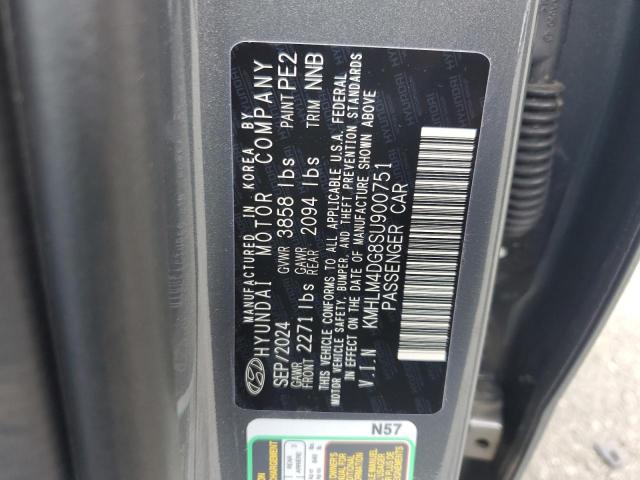 MANUFACTURED IN KOREA BY
HYUNDAI MOTOR COMPANY
SEP/2024 GVWR 3858 lbs PAINT PE2
GAWR FRONT 2271 lbs GAWR REAR 2094 lbs TRIM NNB
THIS VEHICLE CONFORMS TO ALL APPLICABLE U.S.A. FEDERAL
MOTOR VEHICLE SAFETY, BUMPER, AND THEFT PREVENTION STANDARDS
IN EFFECT ON THE DATE OF MANUFACTURE SHOWN ABOVE
V.I.N KMHLM4DG8SU900751
PASSENGER CAR
N57